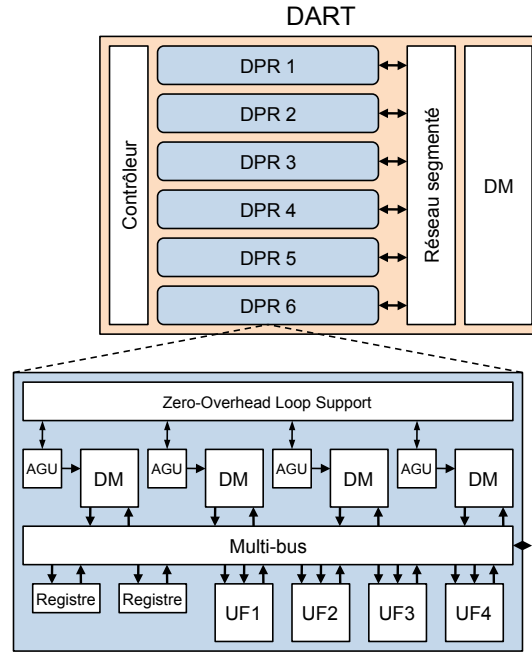 DART
Contrôleur
DPR 1
DPR 2
DPR 3
DPR 4
DPR 5
DPR 6
Réseau segmenté
DM
Zero-Overhead Loop Support
AGU
DM
AGU
DM
AGU
DM
AGU
DM
Multi-bus
Registre
Registre
UF1
UF2
UF3
UF4